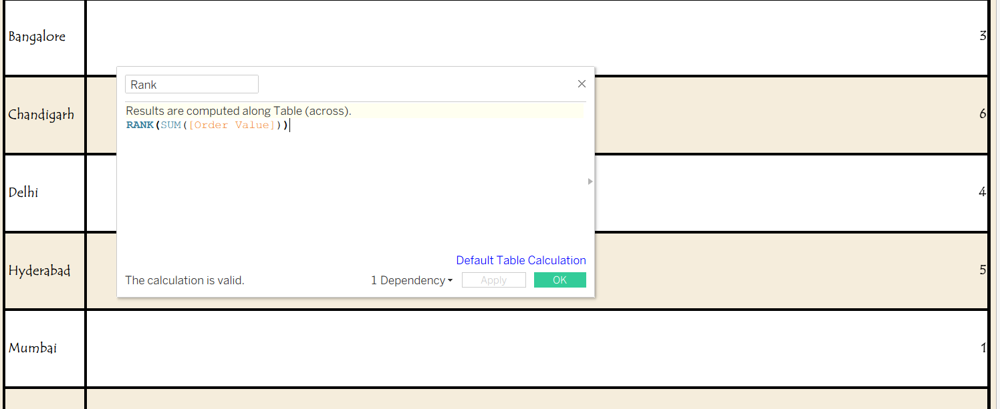 Bangalore 3
Rank
Results are computed along Table (across).
Chandigarh 6
RANK(SUM([Order Value]))
Delhi 4
Default Table Calculation
Hyderabad 5
The calculation is valid. 1 Dependency Apply OK
Mumbai 1